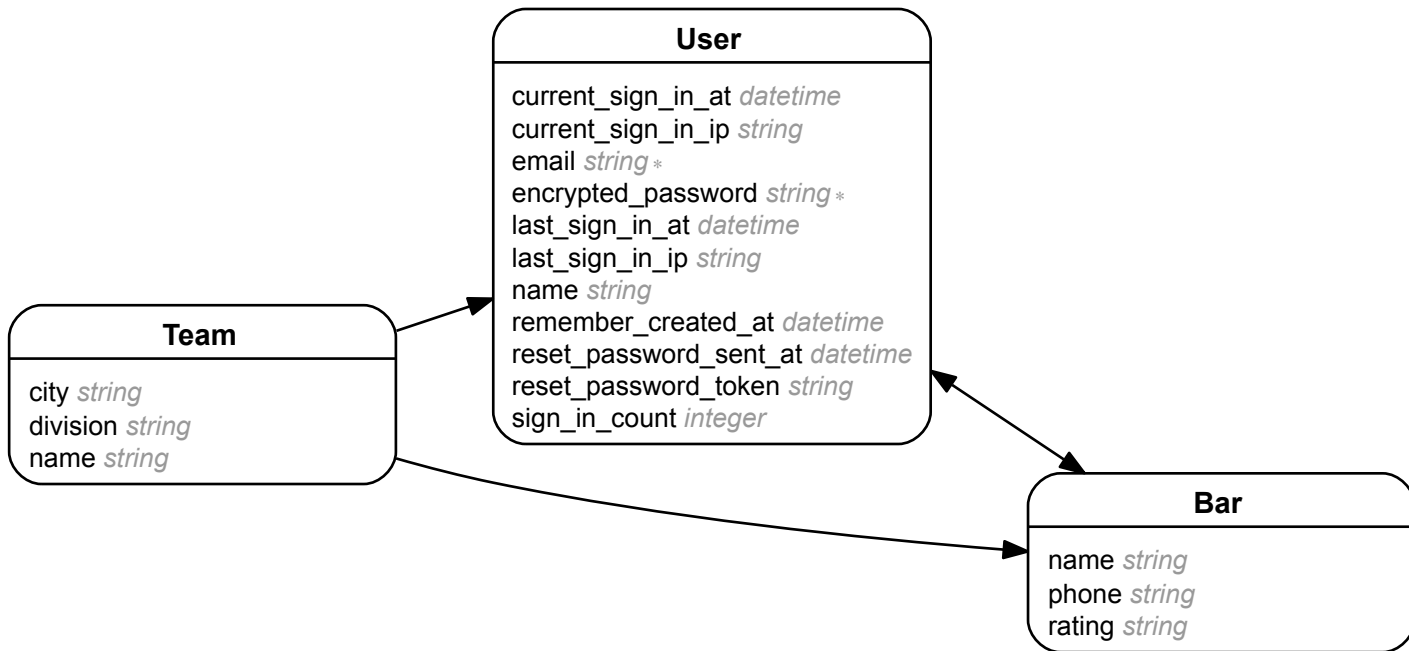 User
current_sign_in_at datetime
current_sign_in_ip string
email string *
encrypted_password string *
last_sign_in_at datetime
last_sign_in_ip string
name string
remember_created_at datetime
reset_password_sent_at datetime
reset_password_token string
sign_in_count integer
Team
city string
division string
name string
Bar
name string
phone string
rating string